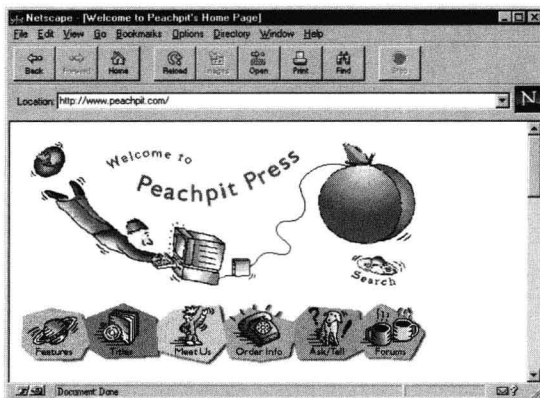 Netscape - [Welcome to Peachpit's Home Page]
File Edit View Go Bookmarks Options Directory Window Help
Back Forward Home Reload Images Open Print Find Stop
Location: http://www.peachpit.com/
N
Welcome to
Peachpit Press
Search
Features Titles Meet Us Order Info Ask/Tell Forums
Document: Done